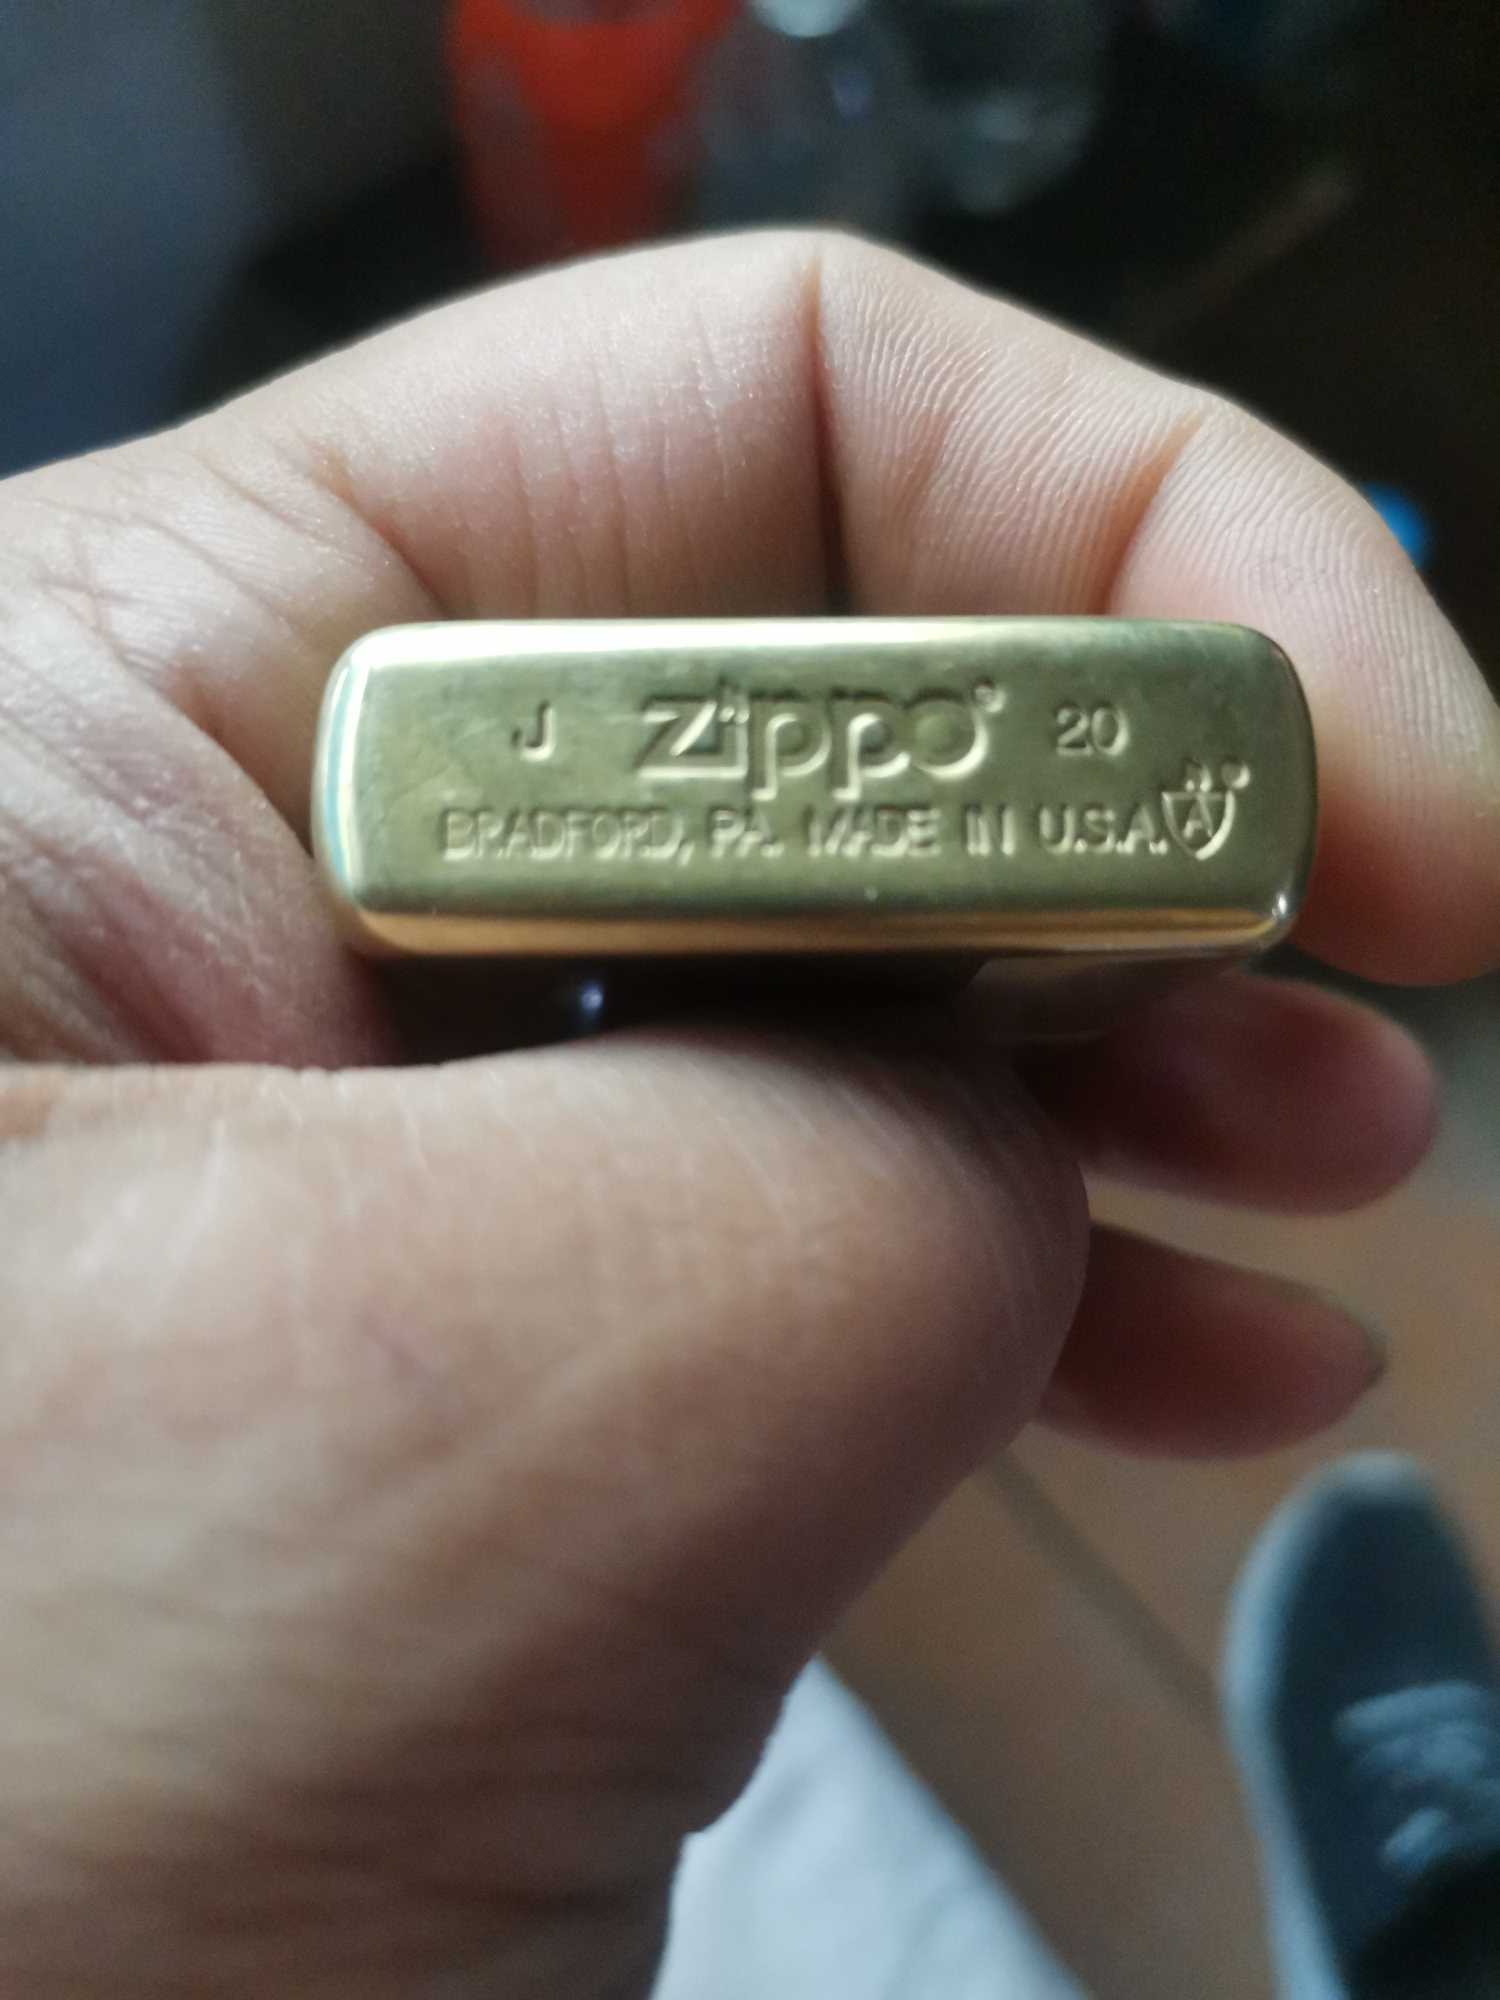 J zippo® 20
BRADFORD, PA. MADE IN U.S.A.
A